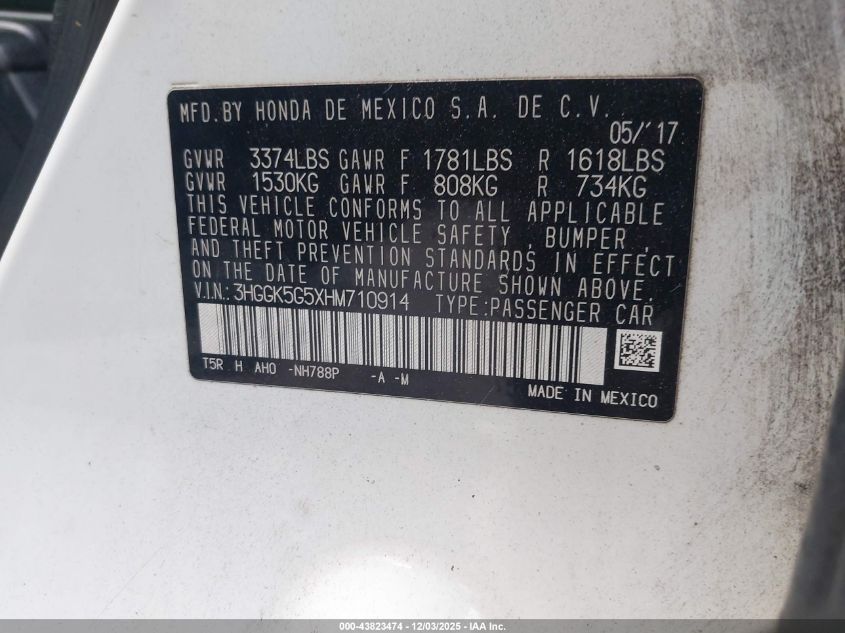 MFD. BY HONDA DE MEXICO S.A. DE C.V.
05/'17
GVWR 3374LBS GAWR F 1781LBS R 1618LBS
GVWR 1530KG GAWR F 808KG R 734KG
THIS VEHICLE CONFORMS TO ALL APPLICABLE
FEDERAL MOTOR VEHICLE SAFETY , BUMPER ,
AND THEFT PREVENTION STANDARDS IN EFFECT
ON THE DATE OF MANUFACTURE SHOWN ABOVE.
V.I.N.: 3HGGK5G5XHM710914 TYPE:PASSENGER CAR
T5R H AHO -NH788P -A -M
MADE IN MEXICO
000-43823474 • 12/03/2025 - IAA Inc.